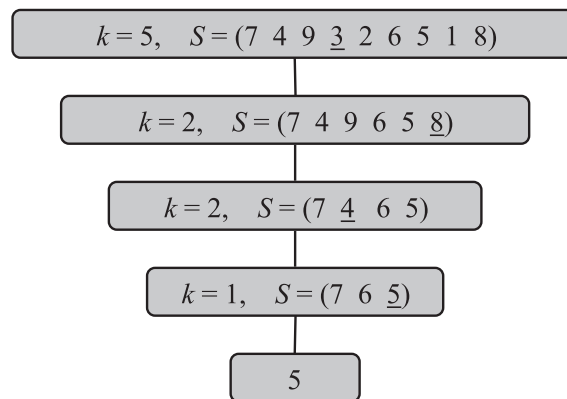 k = 5, S = (7 4 9 3 2 6 5 1 8)
k = 2, S = (7 4 9 6 5 8)
k = 2, S = (7 4 6 5)
k = 1, S = (7 6 5)
5